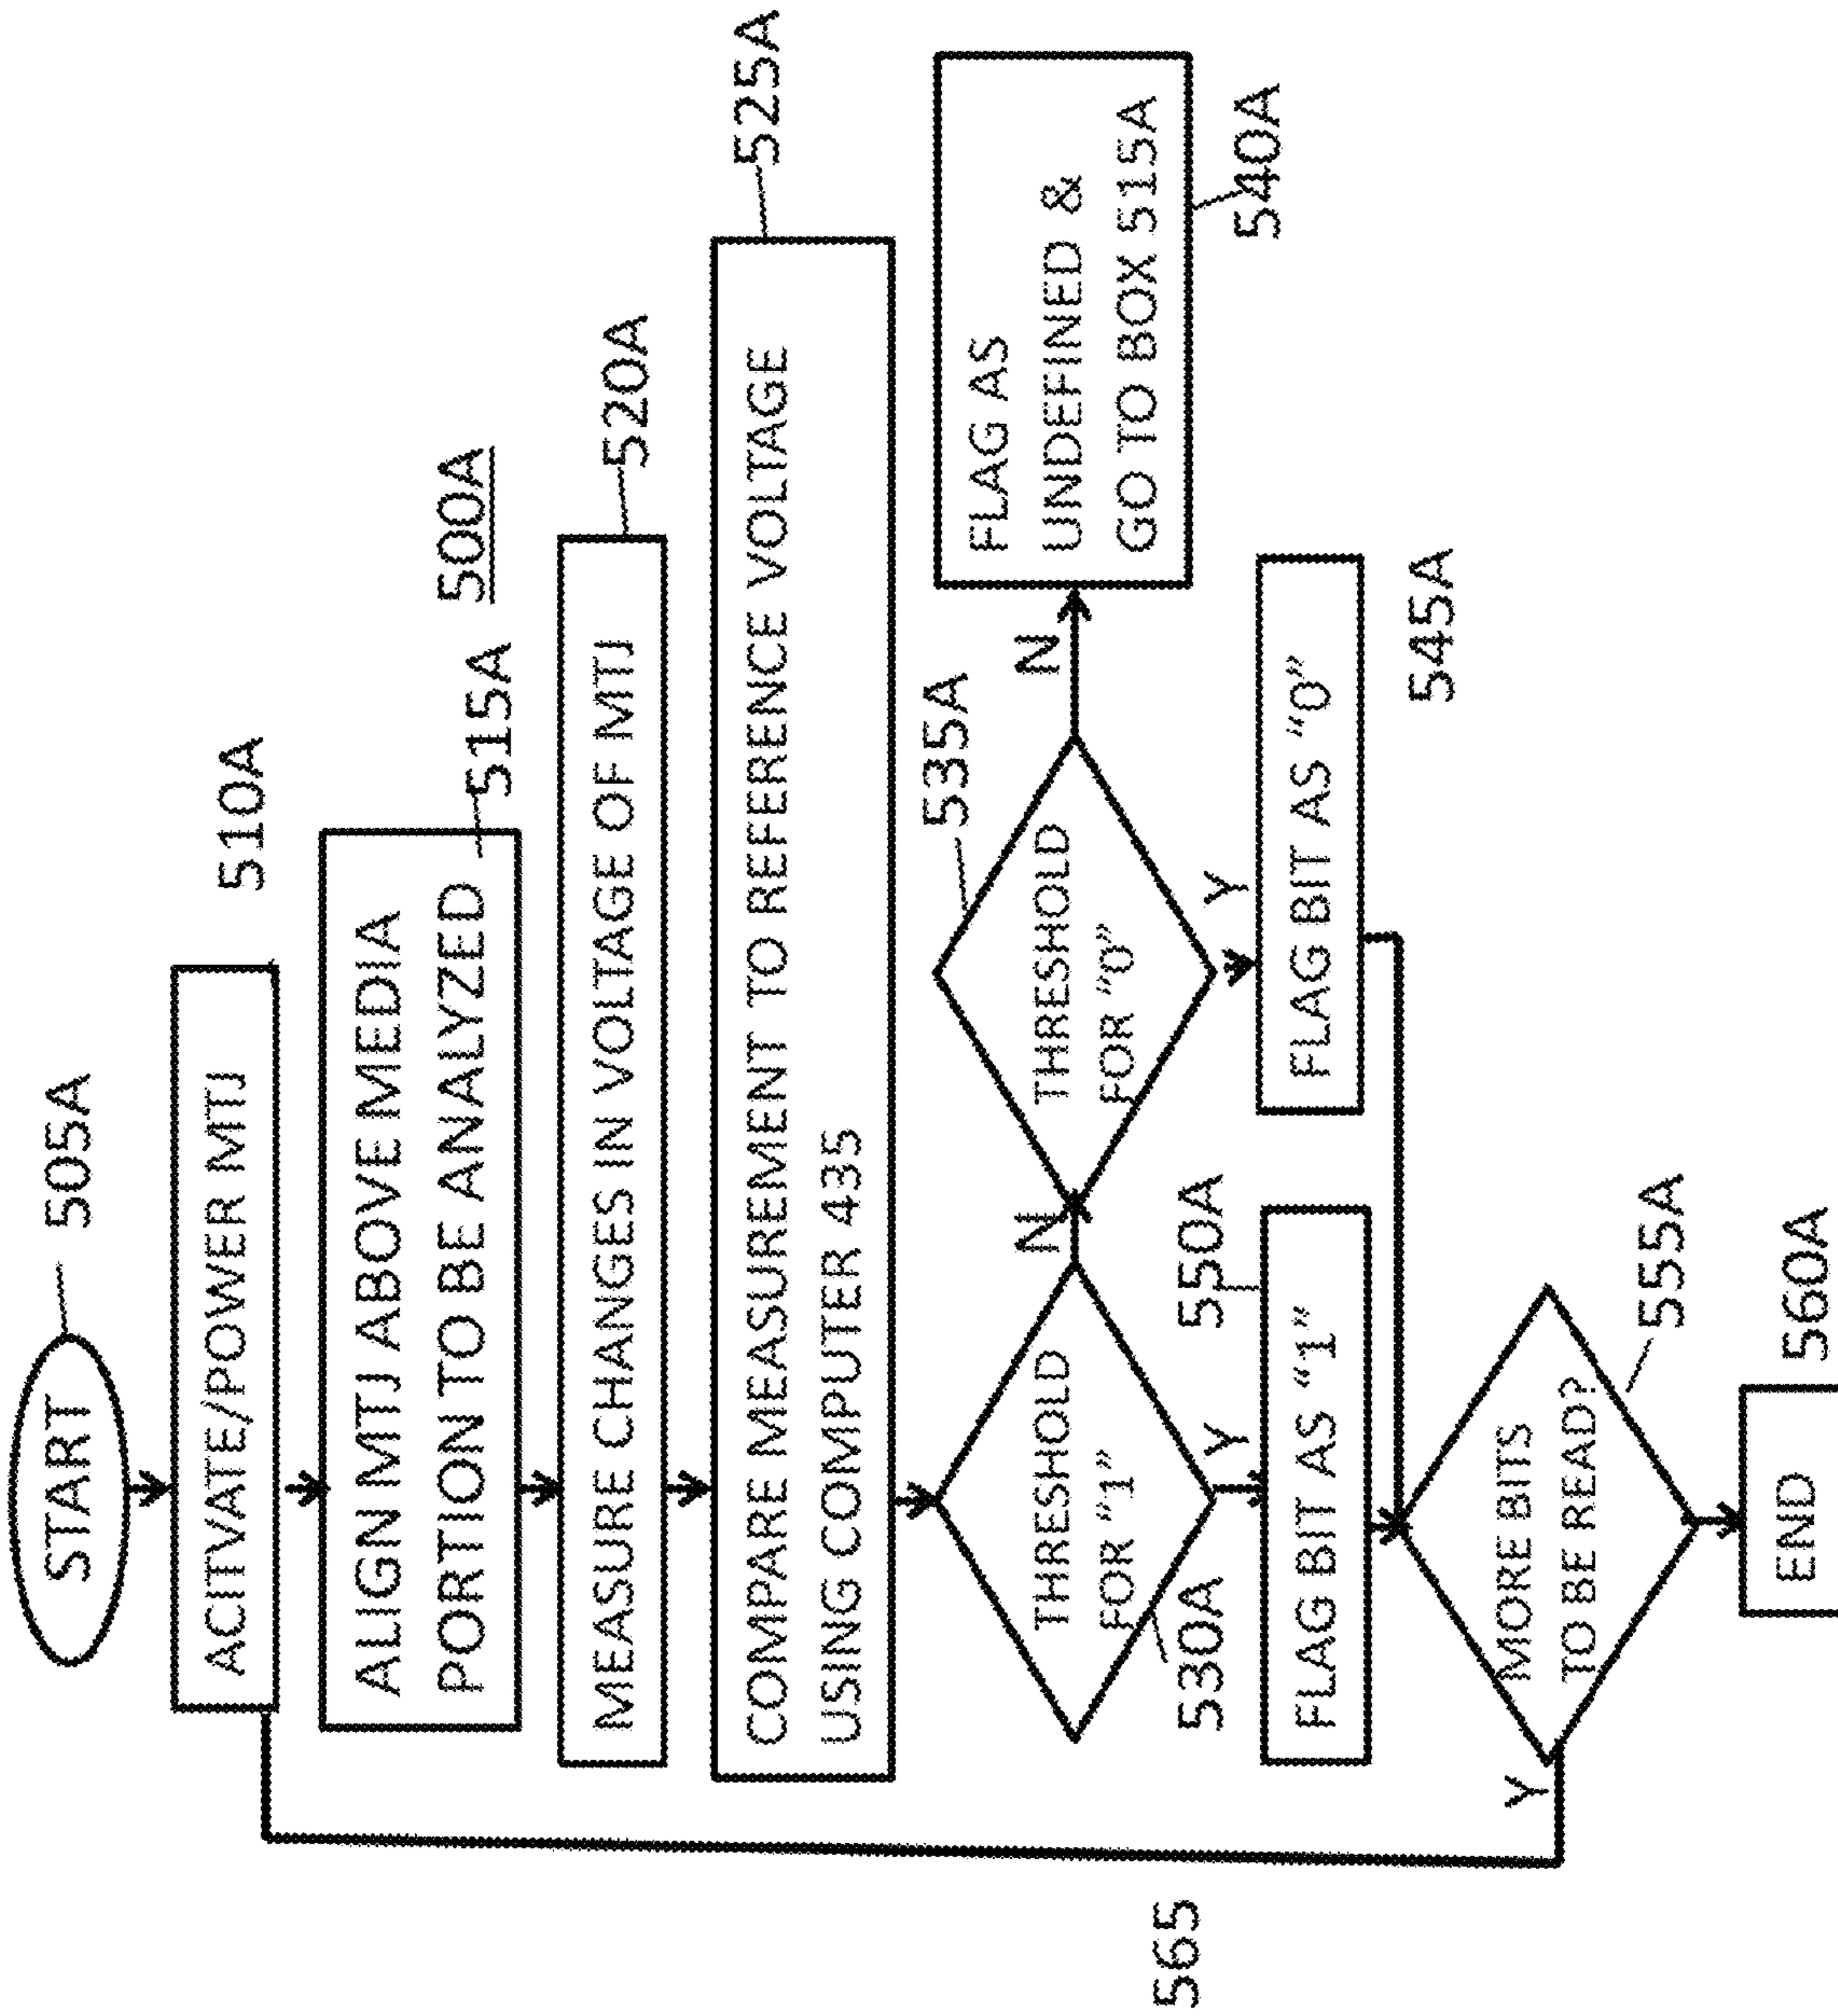 START
505A
ACITVATE/POWER MTJ
510A
500A
ALIGN MTJ ABOVE MEDIA
PORTION TO BE ANALYZED
515A
MEASURE CHANGES IN VOLTAGE OF MTJ
520A
COMPARE MEASUREMENT TO REFERENCE VOLTAGE
USING COMPUTER 435
525A
THRESHOLD
FOR "1"
530A
N
Y
THRESHOLD
FOR "0"
535A
N
Y
FLAG AS
UNDEFINED &
GO TO BOX 515A
540A
FLAG BIT AS "1"
550A
FLAG BIT AS "0"
545A
MORE BITS
TO BE READ?
555A
Y
565
END
560A